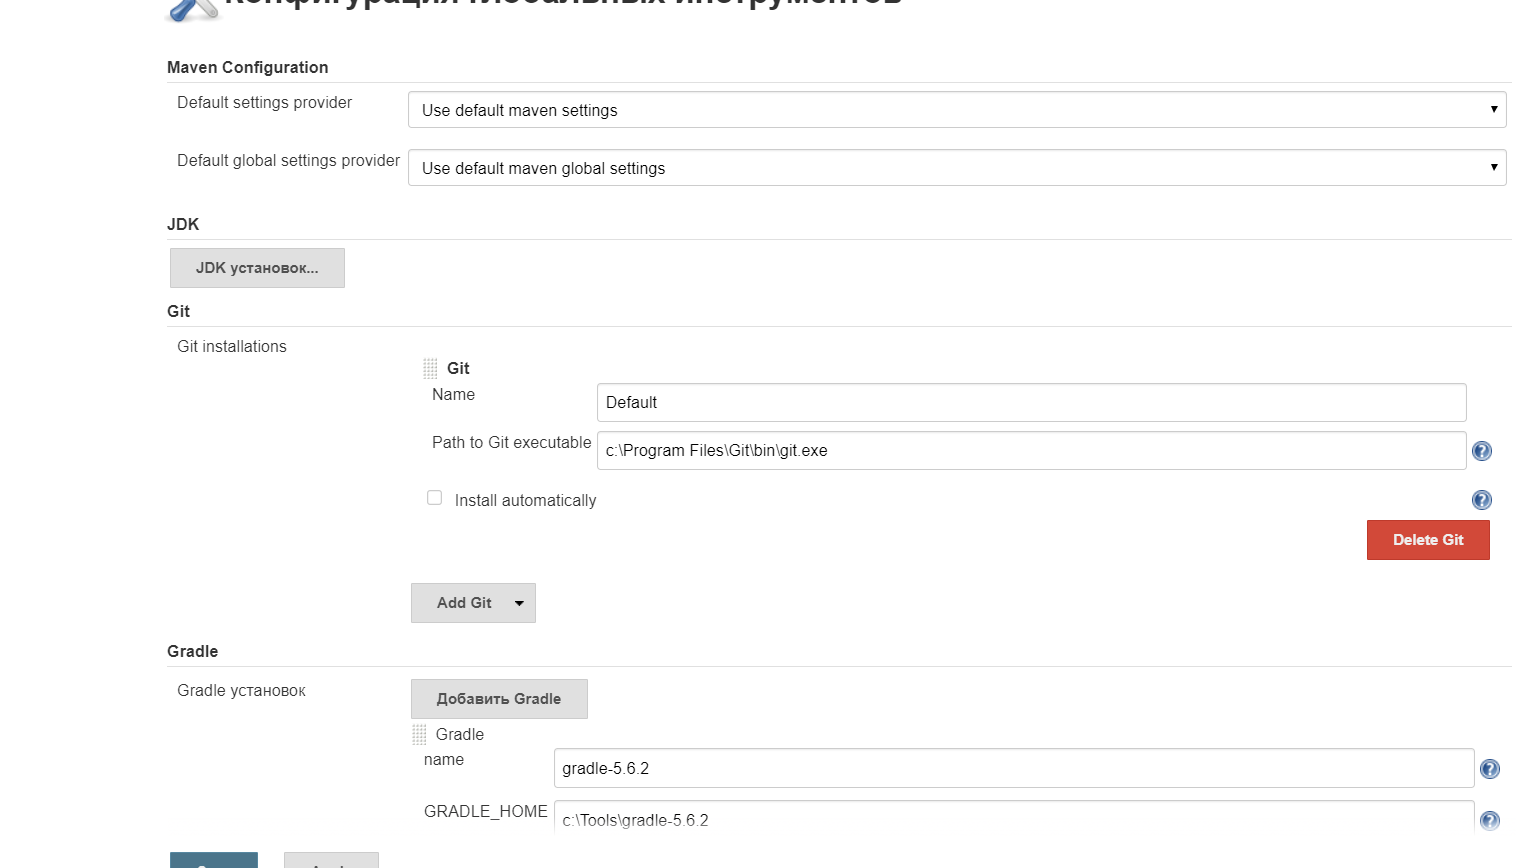 Конфигурация глобальных инструментов
Maven Configuration
Default settings provider
Use default maven settings
Default global settings provider
Use default maven global settings
JDK
JDK установок...
Git
Git installations
Git
Name
Default
Path to Git executable
c:\Program Files\Git\bin\git.exe
Install automatically
Delete Git
Add Git
Gradle
Gradle установок
Добавить Gradle
Gradle
name
gradle-5.6.2
GRADLE_HOME
c:\Tools\gradle-5.6.2